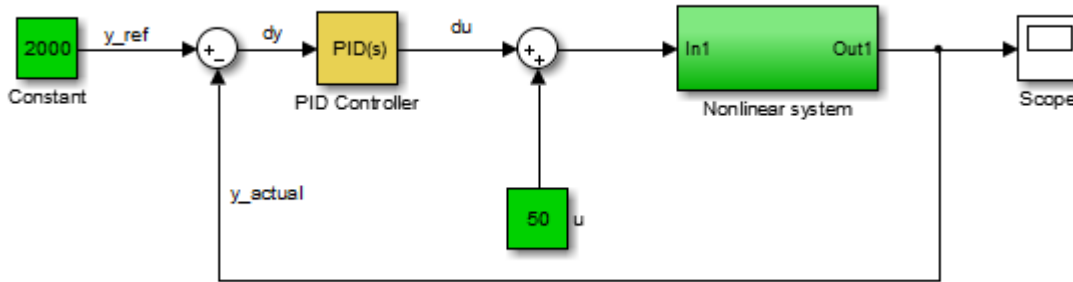 2000
Constant
y_ref
+
-
dy
PID(s)
PID Controller
du
+
+
In1
Out1
Nonlinear system
Scope
y_actual
50
u